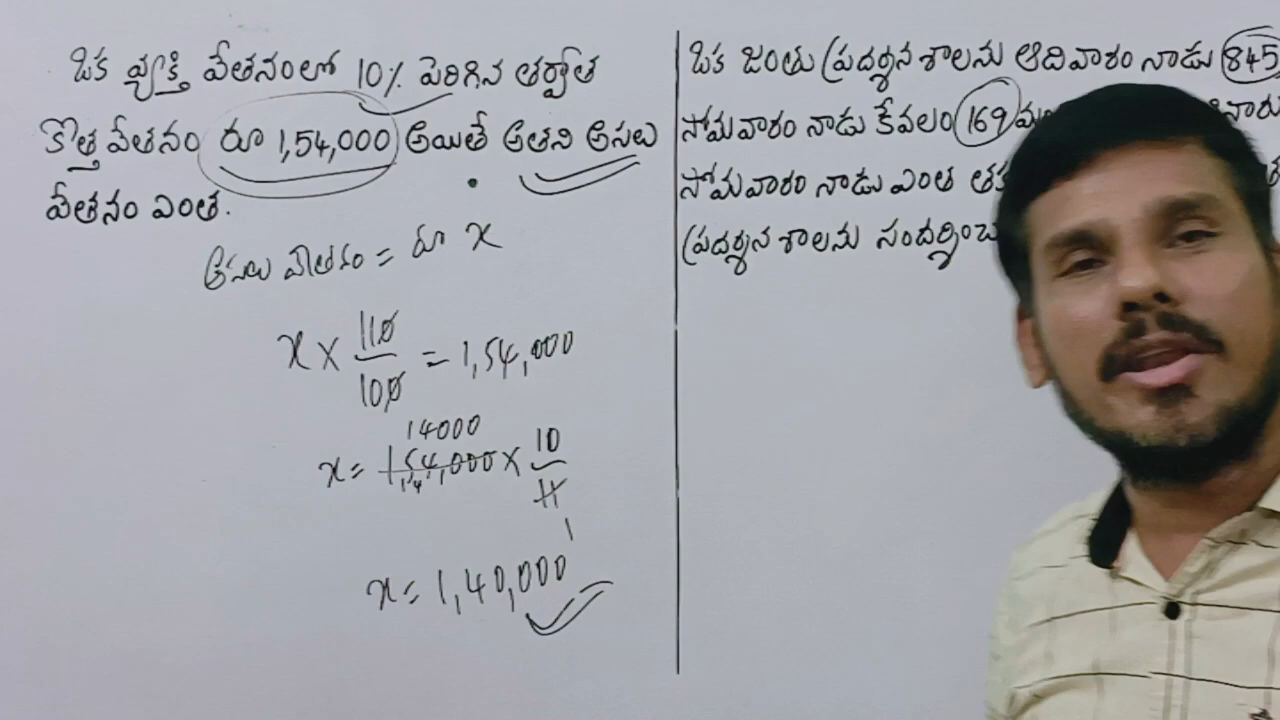 ఒక వ్యక్తి వేతనంలో 10% పెరిగిన తర్వాత
కొత్త వేతనం రూ 1,54,000 అయితే అతని అసలు
వేతనం ఎంత.
అసలు వేతనం = రూ x
x × 110/100 = 1,54,000
14000
x = 154,000 × 10/11
1
x = 1,40,000
ఒక జంతు ప్రదర్శన శాలను ఆదివారం నాడు 845
సోమవారం నాడు కేవలం 169
సోమవారం నాడు ఎంత
ప్రదర్శన శాలను